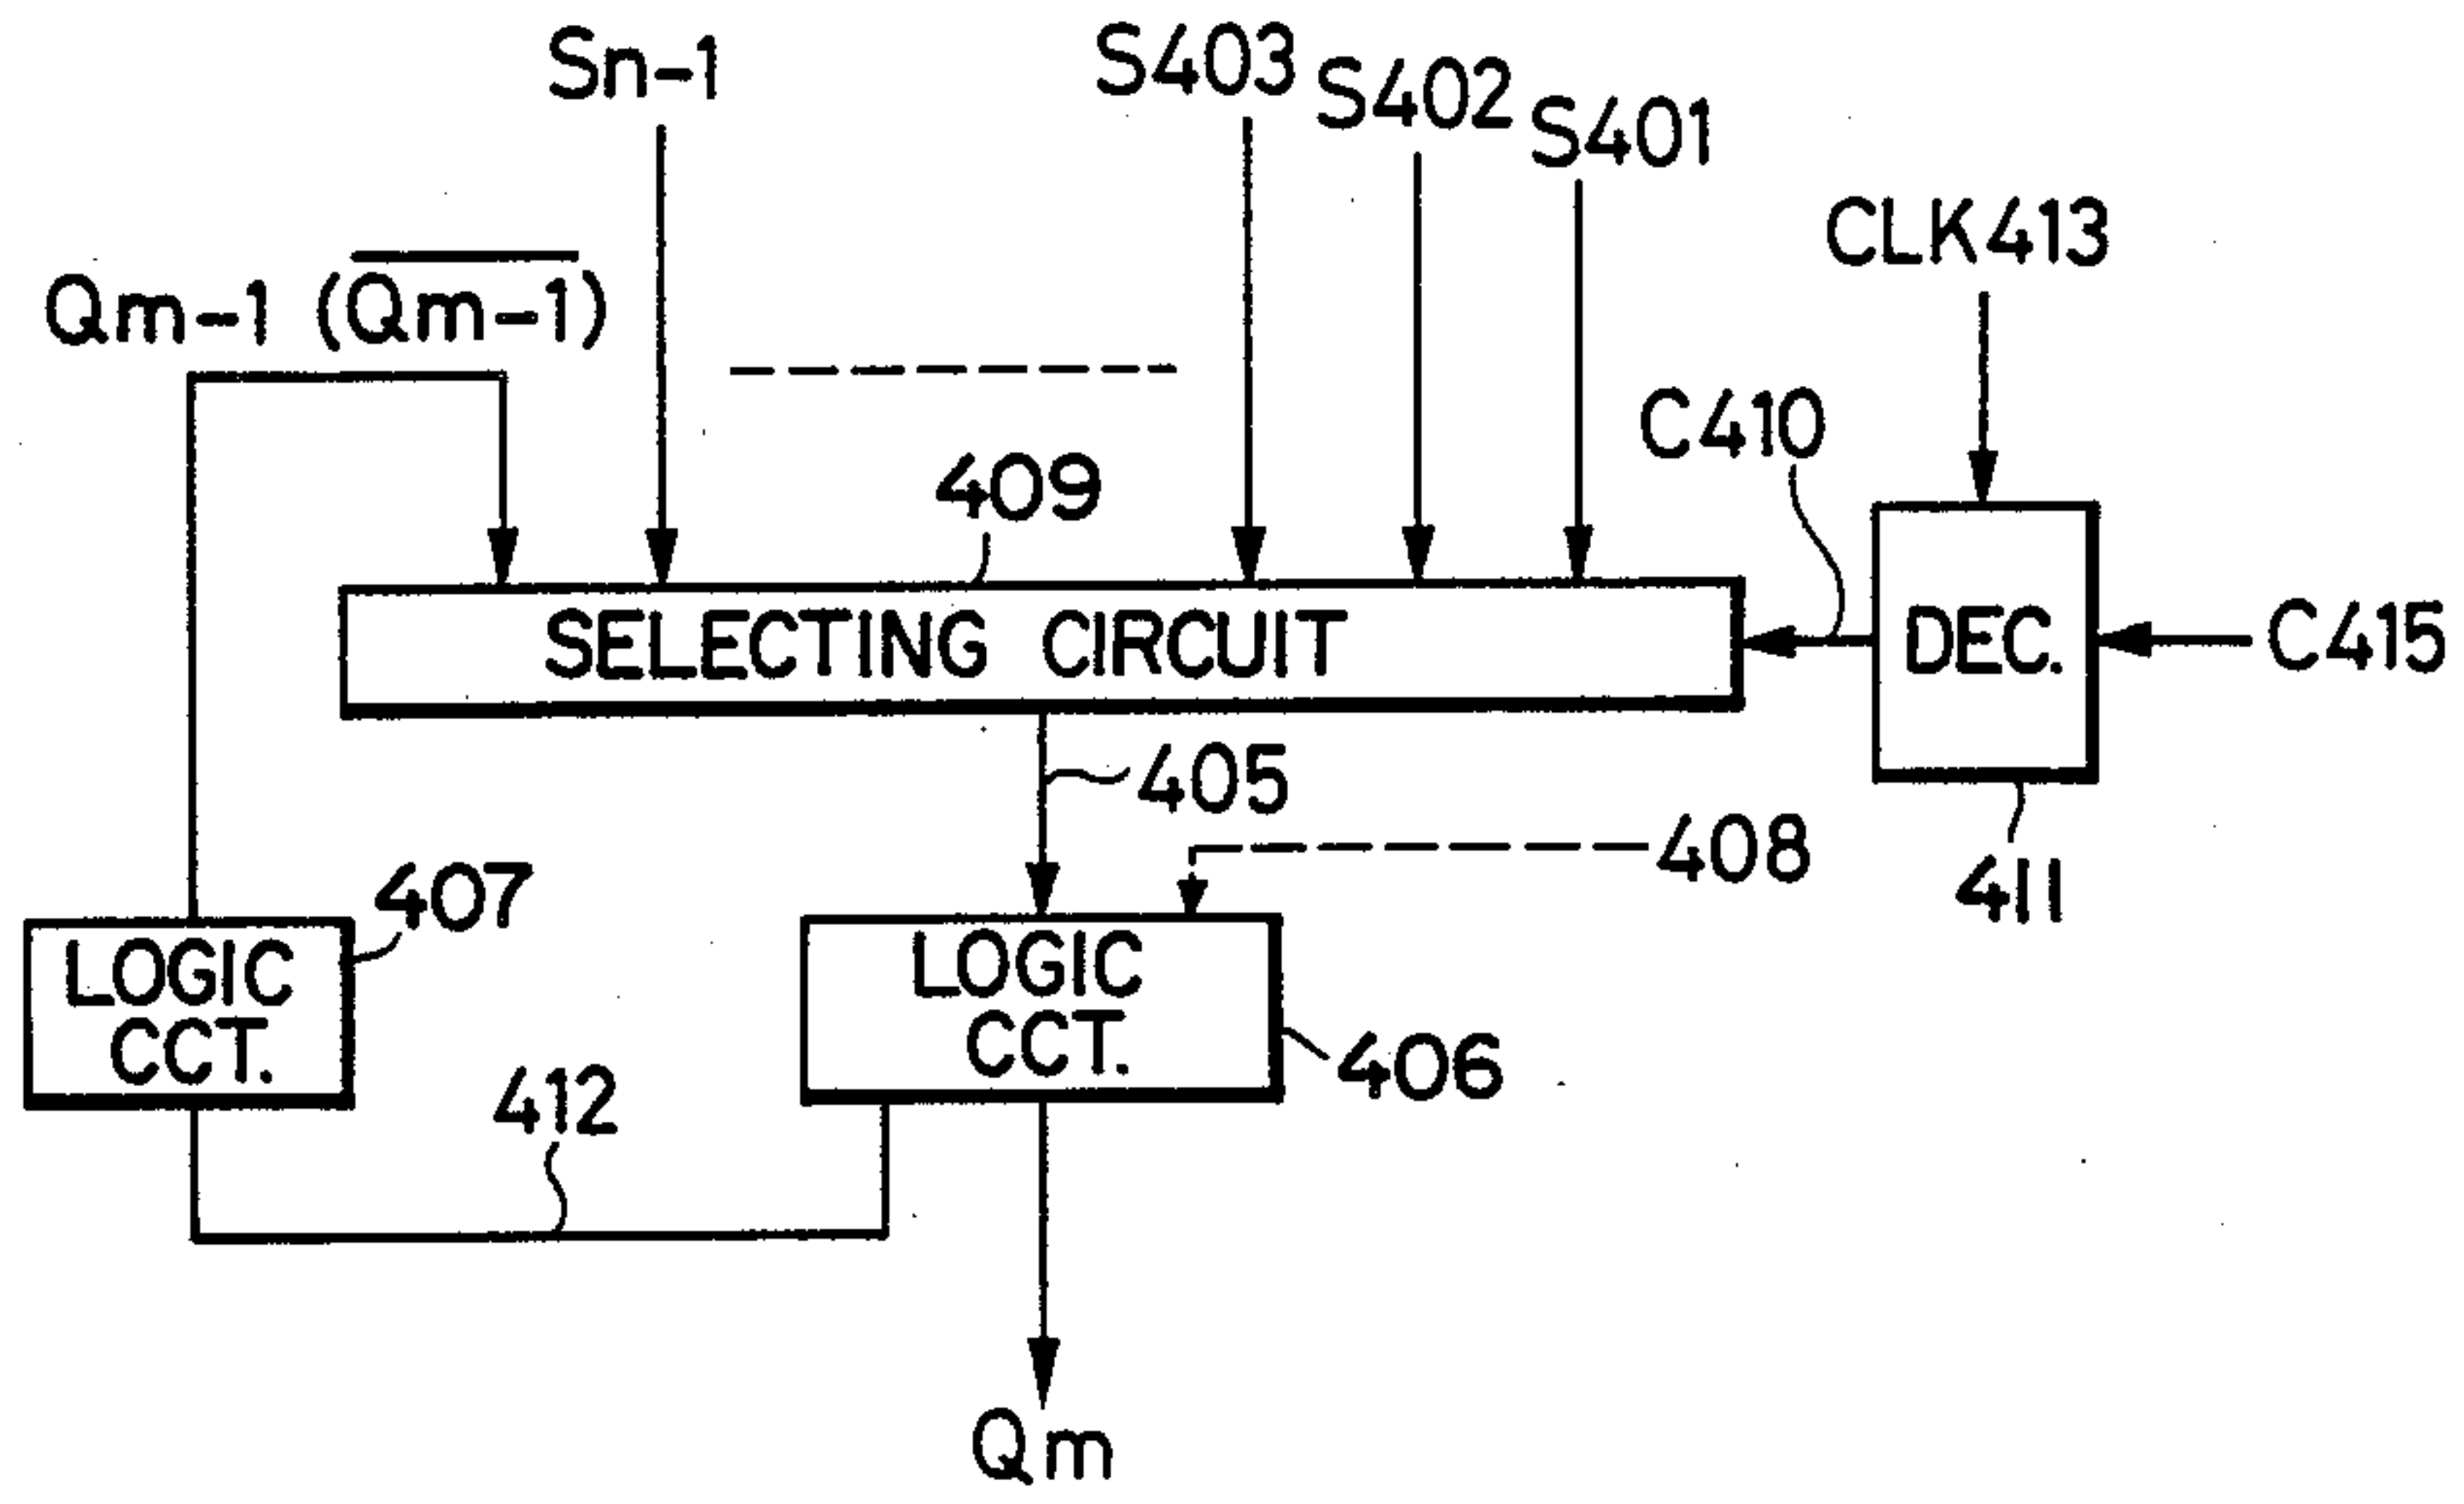 Sn-1
S403
S402
S401
CLK413
Qm-1 (Q̅m̅-̅1̅)
C410
409
SELECTING CIRCUIT
DEC.
C415
405
408
411
407
LOGIC
CCT.
LOGIC
CCT.
406
412
Qm